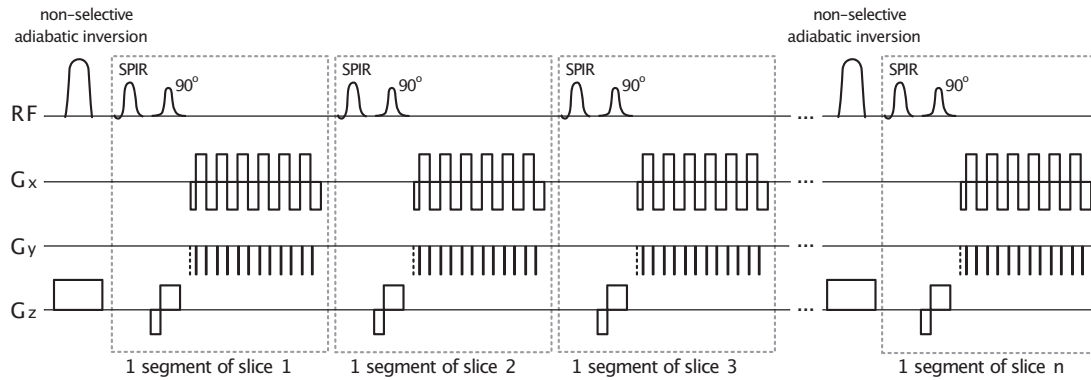 non-selective
adiabatic inversion
non-selective
adiabatic inversion
SPIR
90°
SPIR
90°
SPIR
90°
SPIR
90°
RF
...
Gx
...
Gy
...
Gz
...
1 segment of slice 1
1 segment of slice 2
1 segment of slice 3
1 segment of slice n